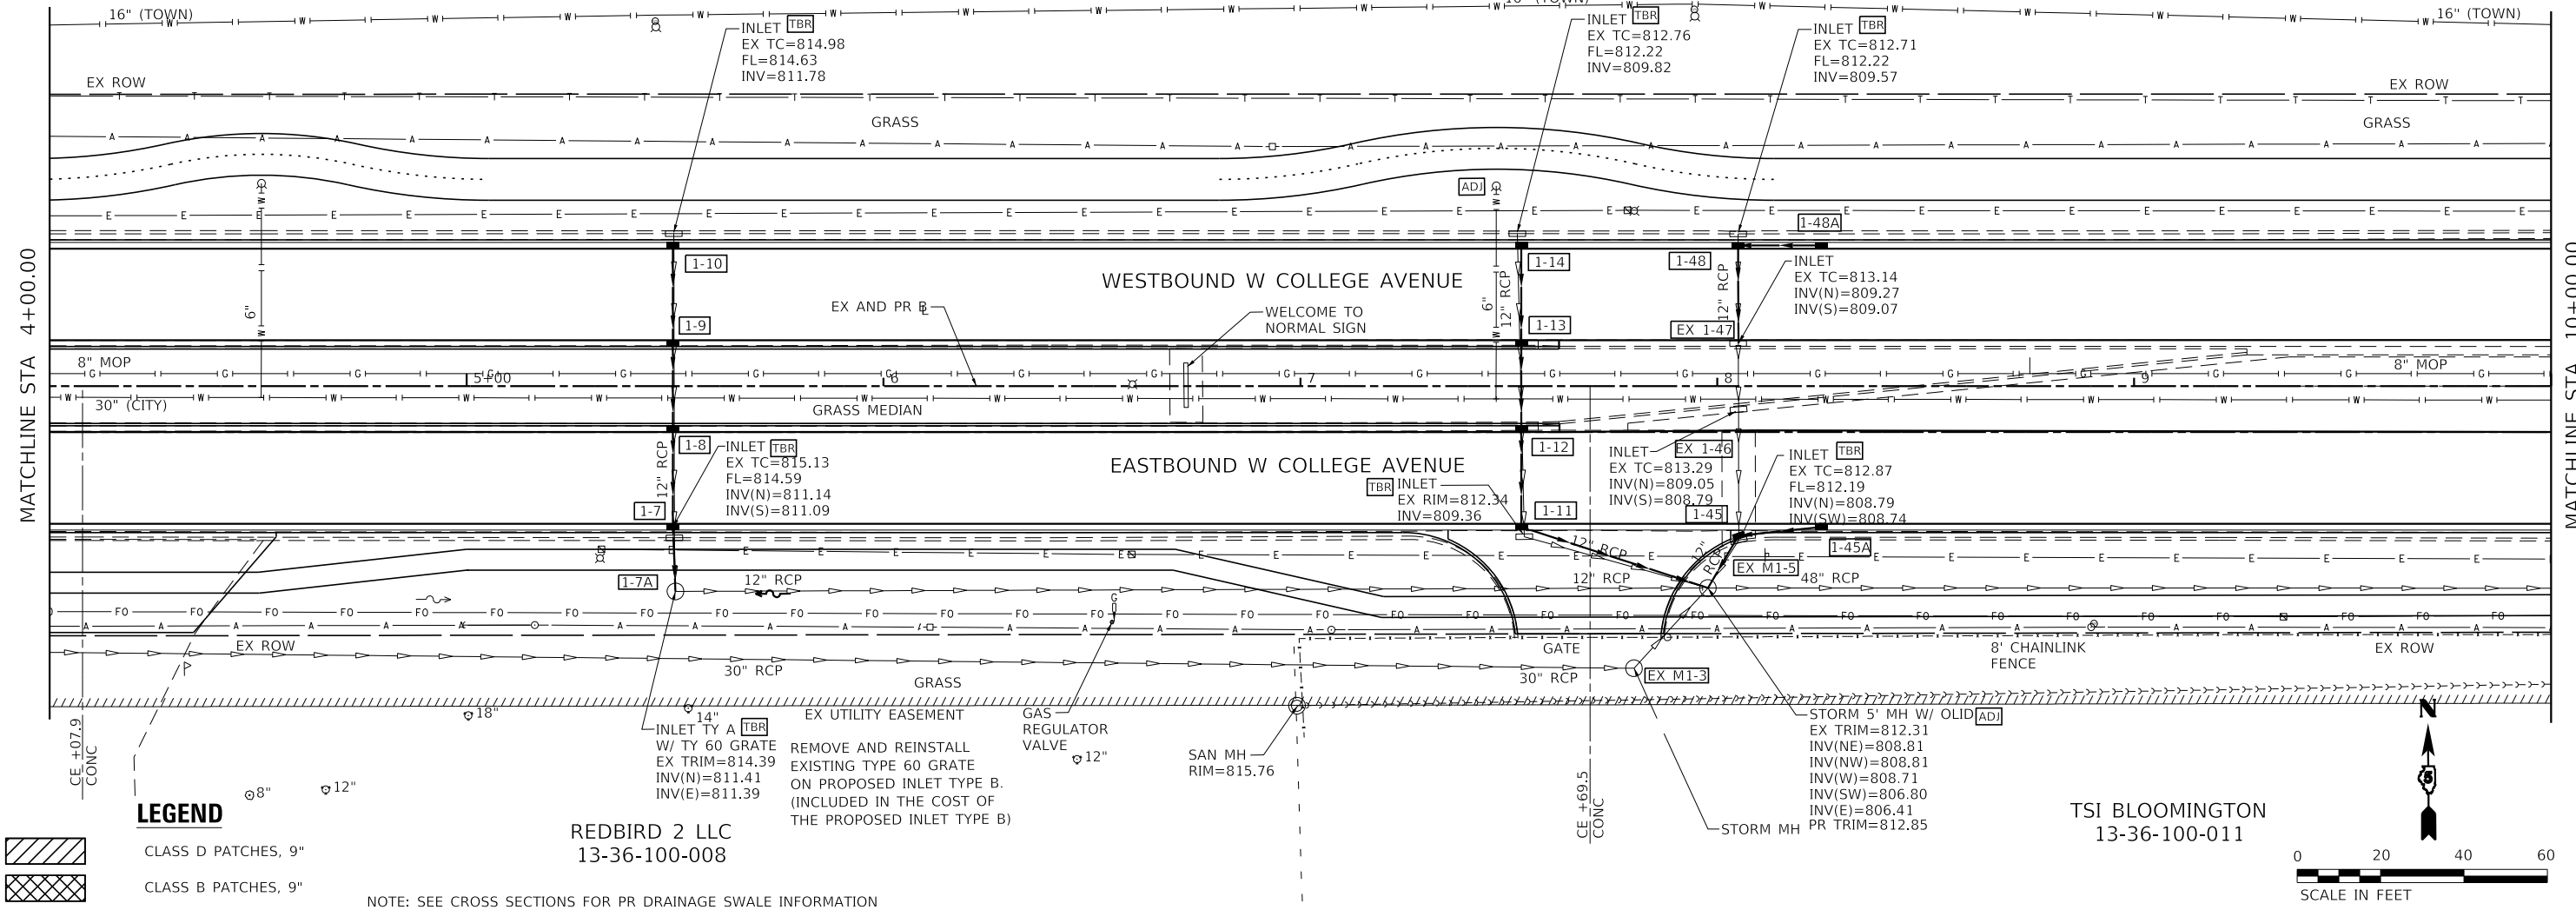 16" (TOWN)
16" (TOWN)
16" (TOWN)
INLET TBR
EX TC=814.98
FL=814.63
INV=811.78
INLET TBR
EX TC=812.76
FL=812.22
INV=809.82
INLET TBR
EX TC=812.71
FL=812.22
INV=809.57
EX ROW
EX ROW
GRASS
GRASS
ADJ
1-48A
1-10
1-14
1-48
INLET
EX TC=813.14
INV(N)=809.27
INV(S)=809.07
WESTBOUND W COLLEGE AVENUE
6"
6"
12" RCP
12" RCP
EX AND PR BL
WELCOME TO
NORMAL SIGN
1-9
1-13
EX 1-47
MATCHLINE STA 4+00.00
MATCHLINE STA 10+00.00
8" MOP
8" MOP
5+00
6
7
8
9
30" (CITY)
GRASS MEDIAN
1-8
INLET TBR
EX TC=815.13
FL=814.59
INV(N)=811.14
INV(S)=811.09
12" RCP
EASTBOUND W COLLEGE AVENUE
1-12
INLET
EX 1-46
EX TC=813.29
INV(N)=809.05
INV(S)=808.79
INLET TBR
EX TC=812.87
FL=812.19
INV(N)=808.79
INV(SW)=808.74
TBR INLET
EX RIM=812.34
INV=809.36
1-7
1-11
1-45
1-45A
12" RCP
12" RCP
EX M1-5
1-7A
12" RCP
12" RCP
48" RCP
G
EX ROW
GATE
8' CHAINLINK
FENCE
EX ROW
30" RCP
30" RCP
EX M1-3
GRASS
CE +07.9
CONC
18"
14"
8"
12"
12"
INLET TY A TBR
W/ TY 60 GRATE
EX TRIM=814.39
INV(N)=811.41
INV(E)=811.39
EX UTILITY EASEMENT
REMOVE AND REINSTALL
EXISTING TYPE 60 GRATE
ON PROPOSED INLET TYPE B.
(INCLUDED IN THE COST OF
THE PROPOSED INLET TYPE B)
GAS
REGULATOR
VALVE
SAN MH
RIM=815.76
CE +69.5
CONC
STORM MH
STORM 5' MH W/ OLID ADJ
EX TRIM=812.31
INV(NE)=808.81
INV(NW)=808.81
INV(W)=808.71
INV(SW)=806.80
INV(E)=806.41
PR TRIM=812.85
N
5
TSI BLOOMINGTON
13-36-100-011
REDBIRD 2 LLC
13-36-100-008
LEGEND
CLASS D PATCHES, 9"
CLASS B PATCHES, 9"
NOTE: SEE CROSS SECTIONS FOR PR DRAINAGE SWALE INFORMATION
0 20 40 60
SCALE IN FEET